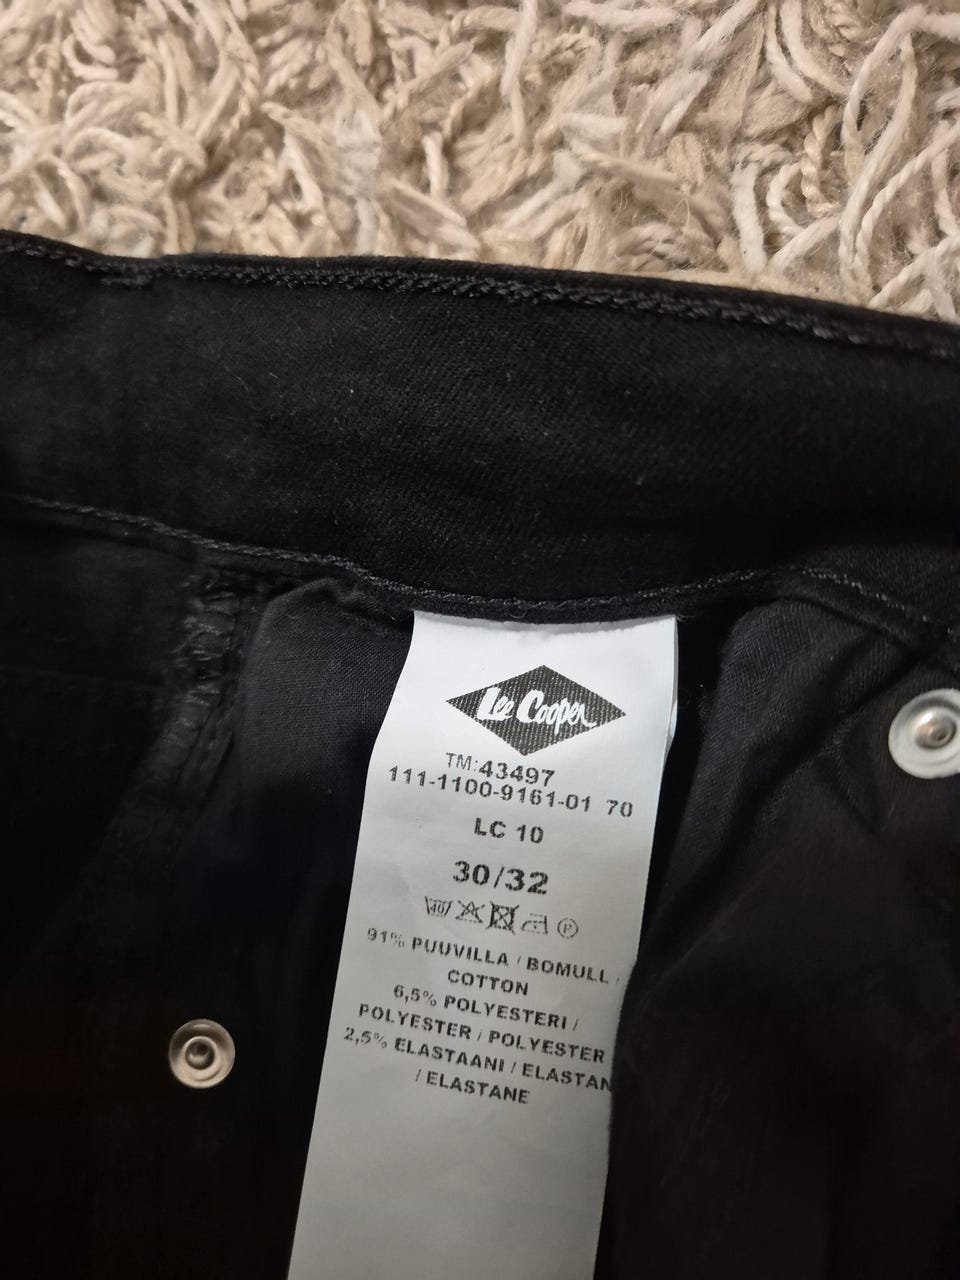 Lee Cooper
TM:43497
111-1100-9161-01 70
LC 10
30/32
40 P
91% PUUVILLA / BOMULL /
COTTON
6,5% POLYESTERI /
POLYESTER / POLYESTER
2,5% ELASTAANI / ELASTAN
/ ELASTANE